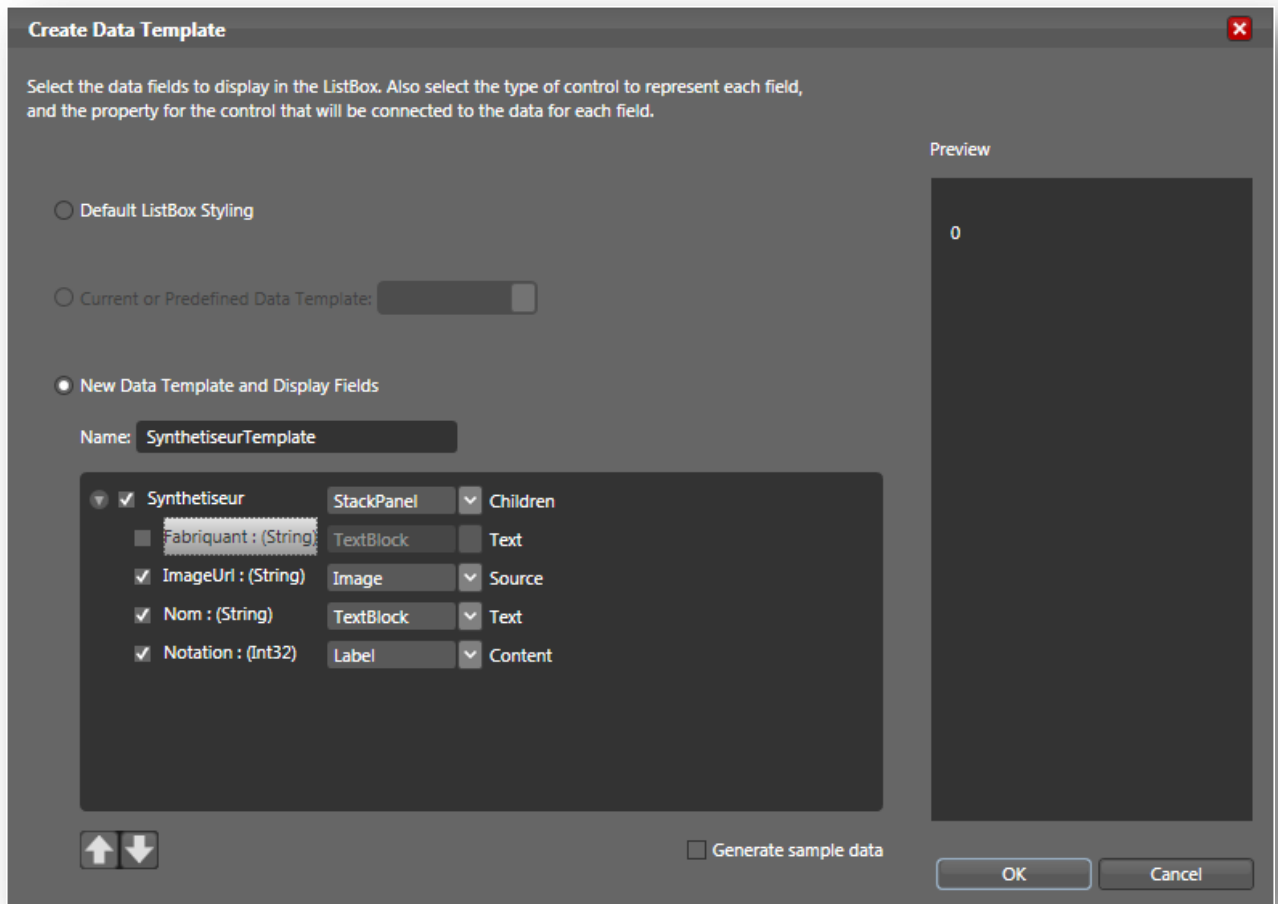 Create Data Template
Select the data fields to display in the ListBox. Also select the type of control to represent each field,
and the property for the control that will be connected to the data for each field.
Preview
Default ListBox Styling
0
Current or Predefined Data Template:
New Data Template and Display Fields
Name: SynthetiseurTemplate
Synthetiseur StackPanel Children
Fabriquant : (String) TextBlock Text
ImageUrl : (String) Image Source
Nom : (String) TextBlock Text
Notation : (Int32) Label Content
Generate sample data
OK Cancel